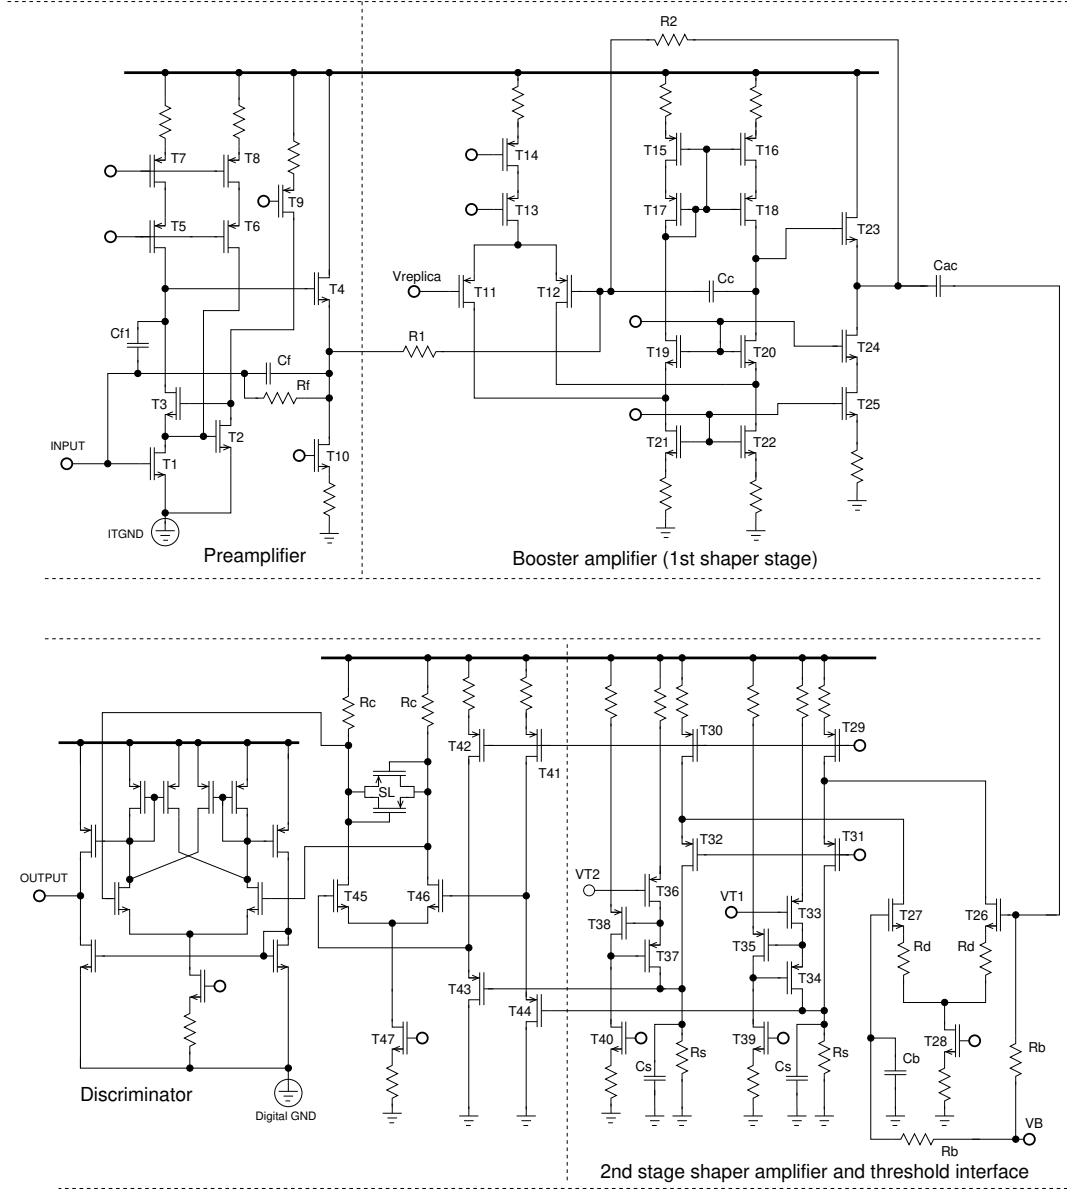 R2
T7
T8
T14
T15
T16
T9
T13
T17
T18
T5
T6
T23
Cac
Vreplica
T4
T11
T12
Cc
Cf1
R1
T19
T20
T24
Cf
Rf
T3
T2
T25
INPUT
T1
T10
T21
T22
ITGND
Preamplifier
Booster amplifier (1st shaper stage)
Rc
Rc
T42
T41
T30
T29
SL
T32
T31
OUTPUT
T45
T46
VT2
T36
VT1
T33
T38
T27
T26
T35
T37
Rd
Rd
T34
T43
T44
T47
T40
T39
T28
Cs
Rs
Cs
Rs
Cb
Rb
Discriminator
Digital GND
VB
Rb
2nd stage shaper amplifier and threshold interface